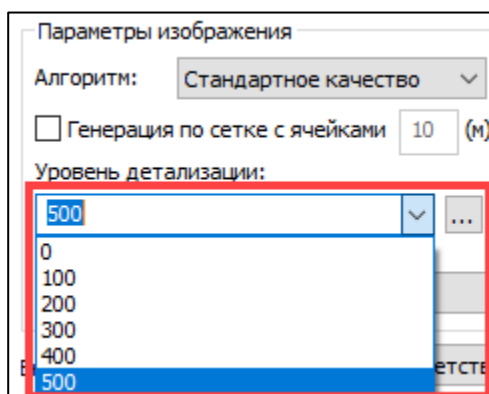 Параметры изображения
Алгоритм: Стандартное качество
Генерация по сетке с ячейками 10 (м)
Уровень детализации:
500 ...
0
100
200
300
400
500